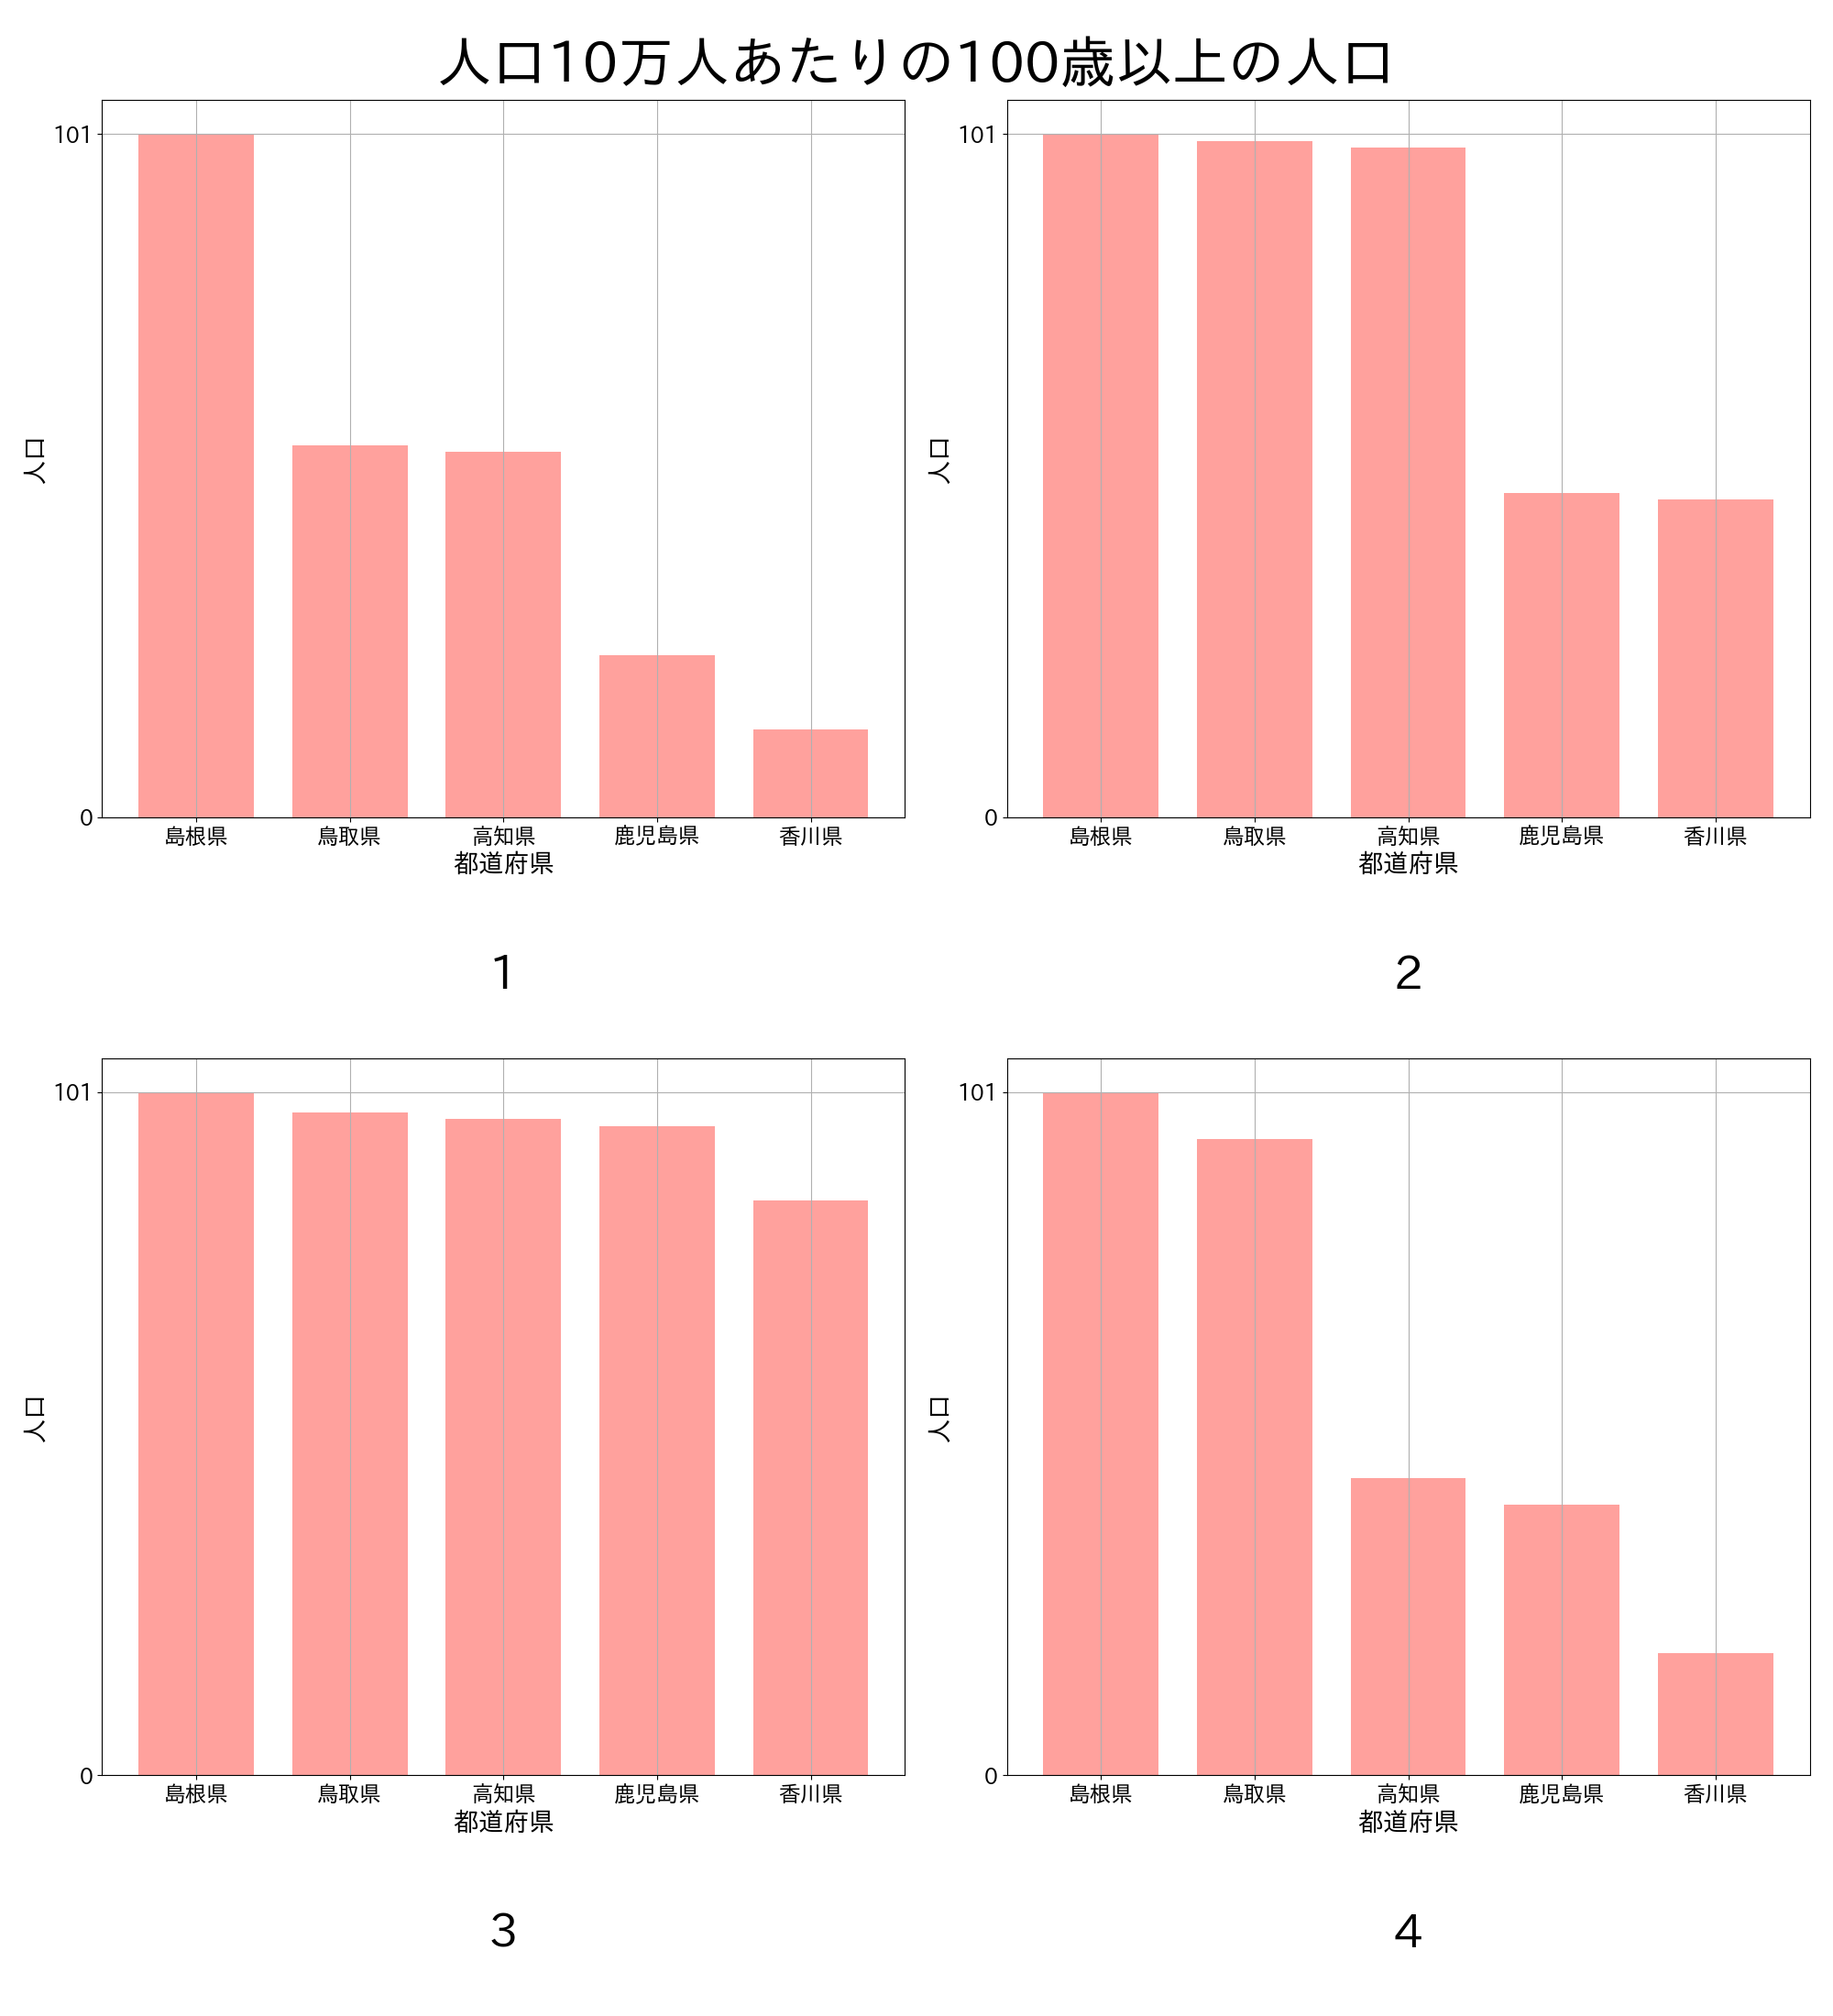 人口10万人あたりの100歳以上の人口
101
0
人口
島根県 鳥取県 高知県 鹿児島県 香川県
都道府県
1
101
0
人口
島根県 鳥取県 高知県 鹿児島県 香川県
都道府県
2
101
0
人口
島根県 鳥取県 高知県 鹿児島県 香川県
都道府県
3
101
0
人口
島根県 鳥取県 高知県 鹿児島県 香川県
都道府県
4